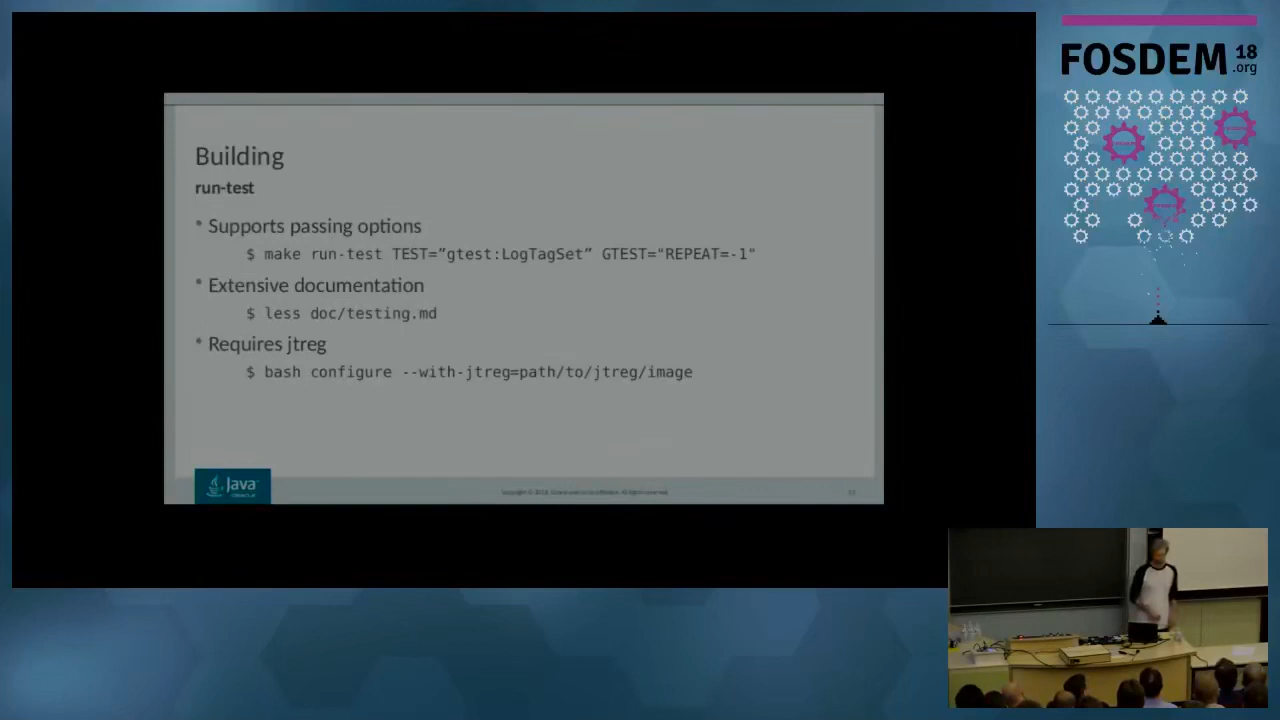 FOSDEM 18
.org
Building
run-test
• Supports passing options
$ make run-test TEST=“gtest:LogTagSet” GTEST="REPEAT=-1"
• Extensive documentation
$ less doc/testing.md
• Requires jtreg
$ bash configure --with-jtreg=path/to/jtreg/image
Java
ORACLE